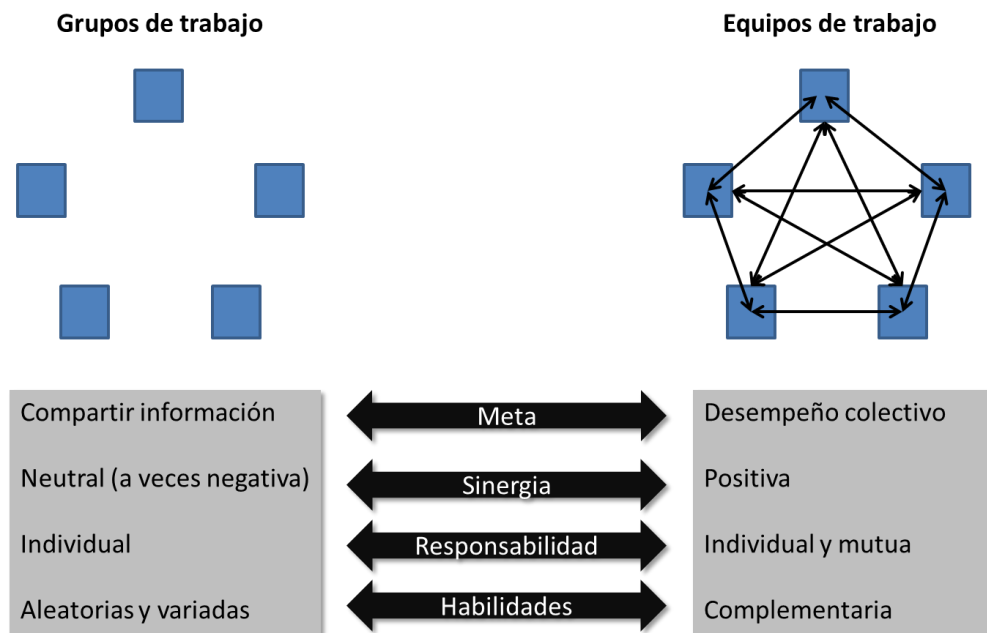 Grupos de trabajo
Equipos de trabajo
Compartir información
Meta
Desempeño colectivo
Neutral (a veces negativa)
Sinergia
Positiva
Individual
Responsabilidad
Individual y mutua
Aleatorias y variadas
Habilidades
Complementaria